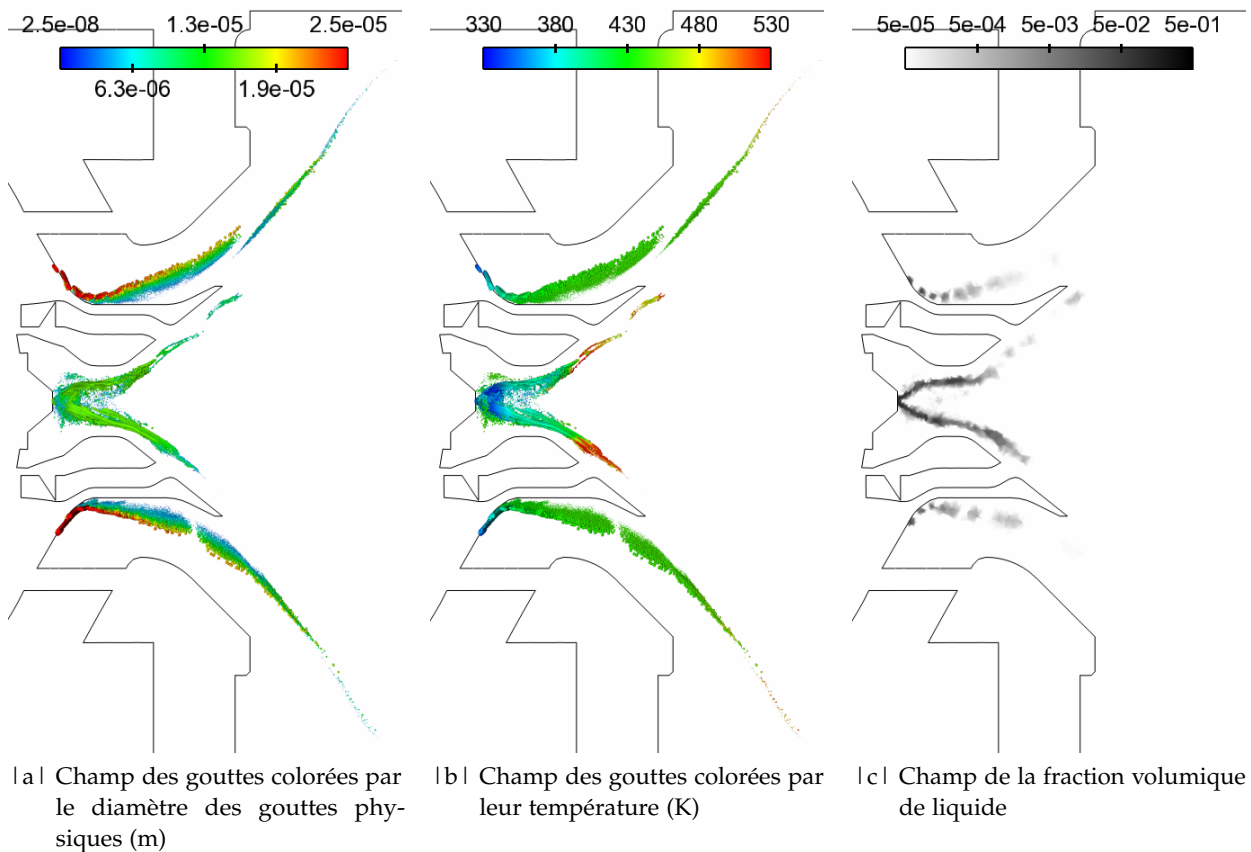 2.5e-08 1.3e-05 2.5e-05
6.3e-06 1.9e-05
330 380 430 480 530
5e-05 5e-04 5e-03 5e-02 5e-01
|a| Champ des gouttes colorées par
le diamètre des gouttes phy-
siques (m)
|b| Champ des gouttes colorées par
leur température (K)
|c| Champ de la fraction volumique
de liquide